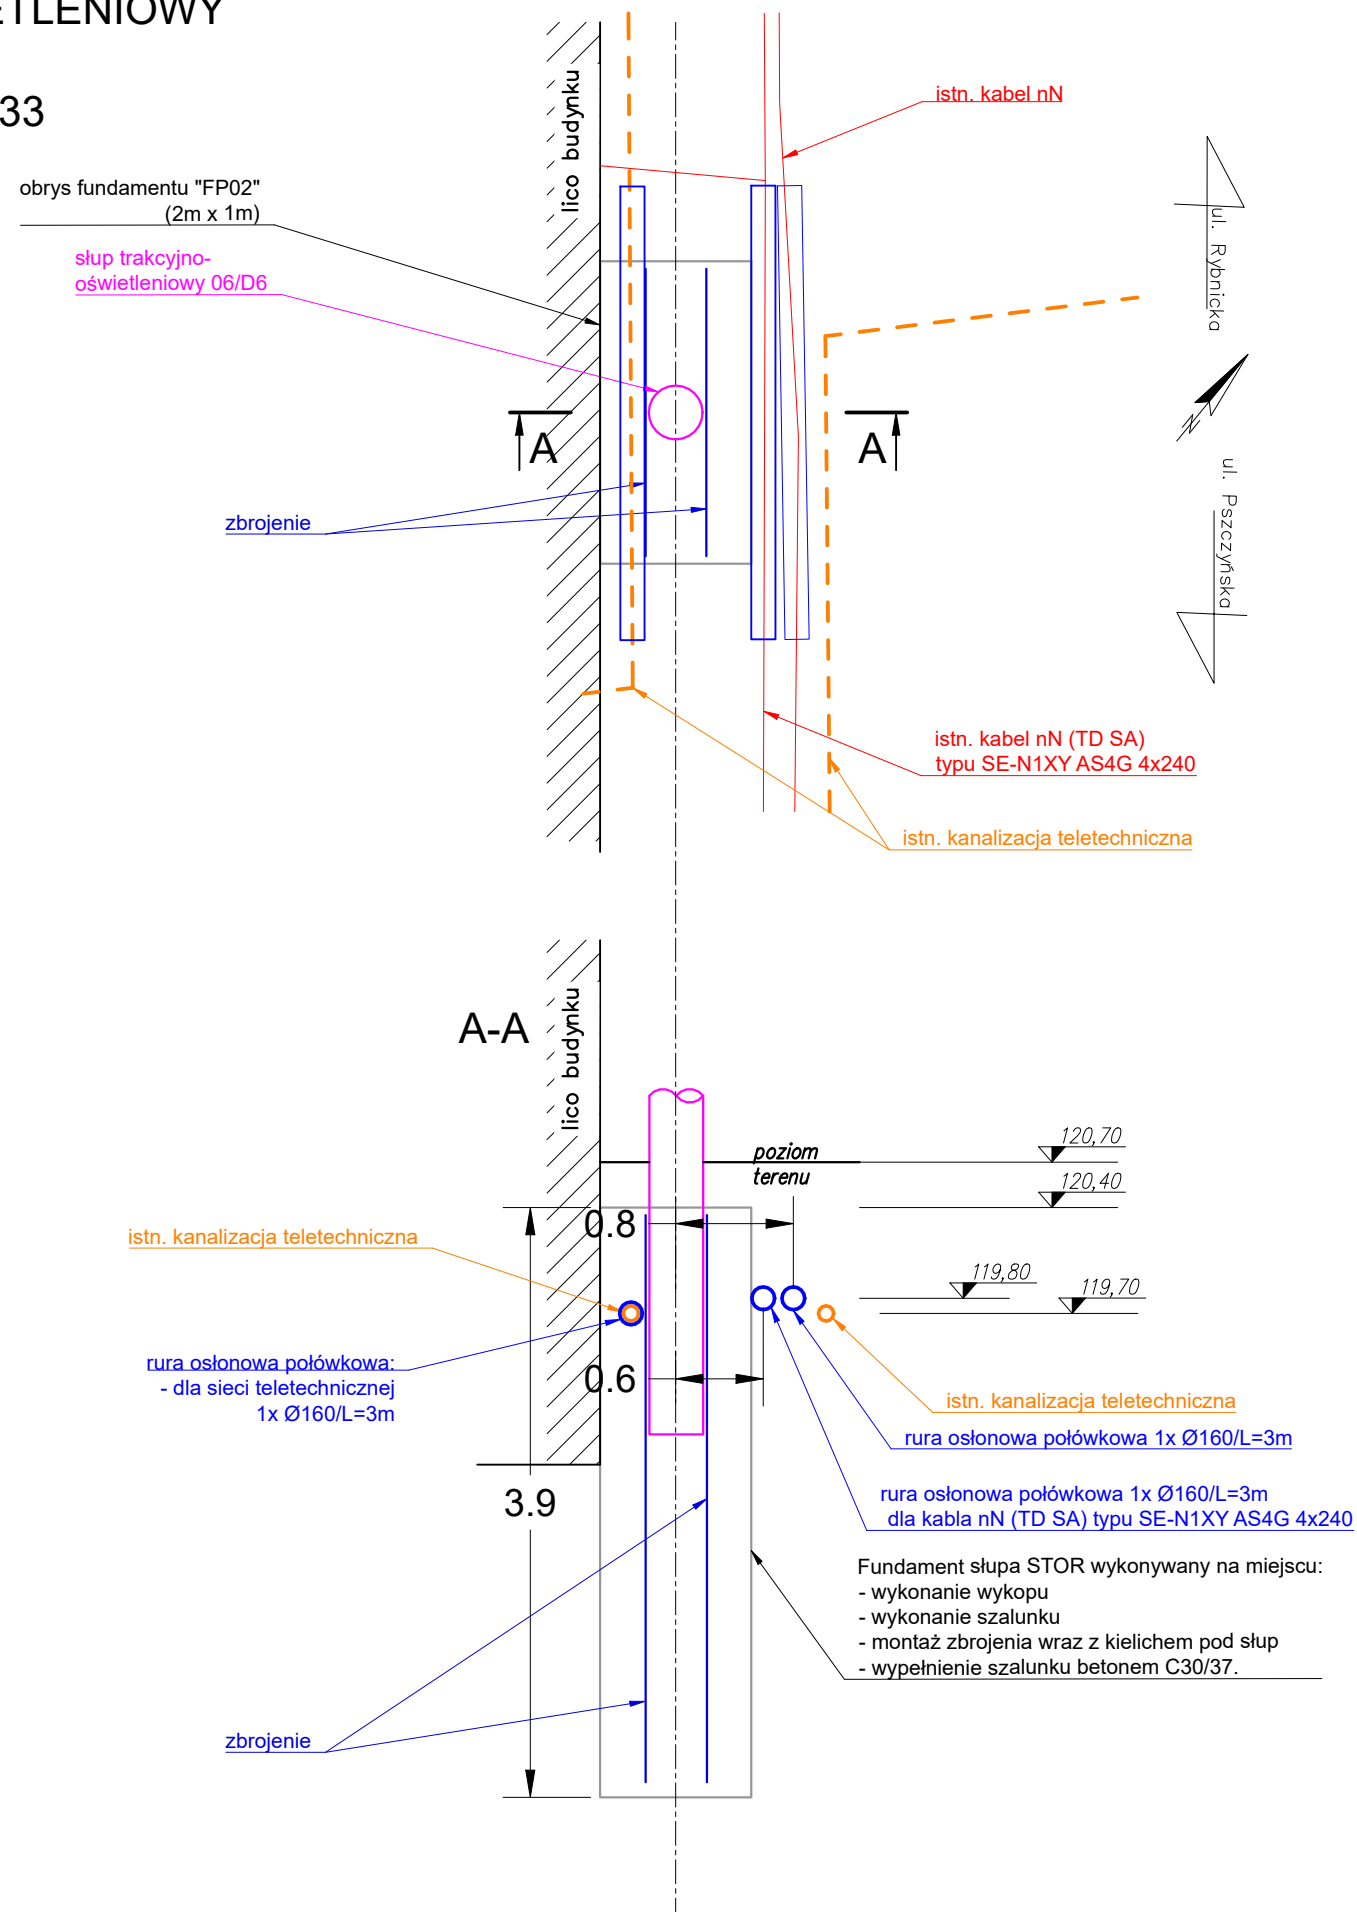 ETLENIOWY
33
lico budynku
istn. kabel nN
obrys fundamentu "FP02"
(2m x 1m)
słup trakcyjno-
oświetleniowy 06/D6
ul. Rybnicka
A
A
N
ul. Pszczyńska
zbrojenie
istn. kabel nN (TD SA)
typu SE-N1XY AS4G 4x240
istn. kanalizacja teletechniczna
A-A
lico budynku
poziom
terenu
120,70
120,40
0.8
istn. kanalizacja teletechniczna
119,80
119,70
rura osłonowa połówkowa:
- dla sieci teletechnicznej
1x Ø160/L=3m
0.6
istn. kanalizacja teletechniczna
rura osłonowa połówkowa 1x Ø160/L=3m
3.9
rura osłonowa połówkowa 1x Ø160/L=3m
dla kabla nN (TD SA) typu SE-N1XY AS4G 4x240
Fundament słupa STOR wykonywany na miejscu:
- wykonanie wykopu
- wykonanie szalunku
- montaż zbrojenia wraz z kielichem pod słup
- wypełnienie szalunku betonem C30/37.
zbrojenie